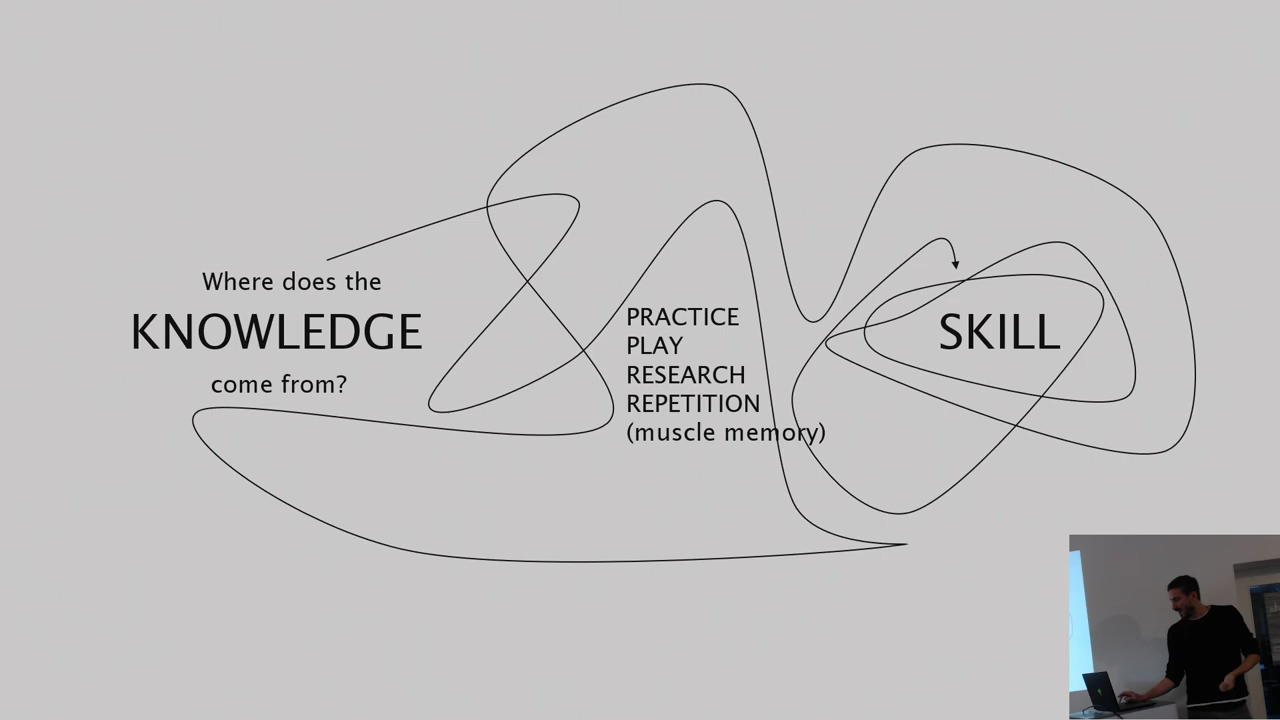 Where does the
KNOWLEDGE
come from?
PRACTICE
PLAY
RESEARCH
REPETITION
(muscle memory)
SKILL